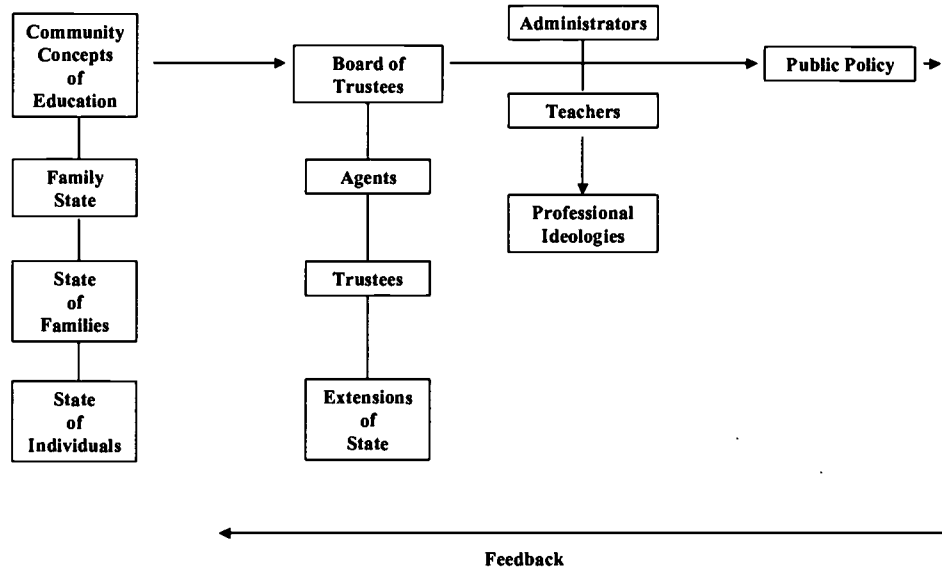 Community
Concepts
of
Education
Family
State
State
of
Families
State
of
Individuals
Board of
Trustees
Agents
Trustees
Extensions
of
State
Administrators
Teachers
Professional
Ideologies
Public Policy
Feedback